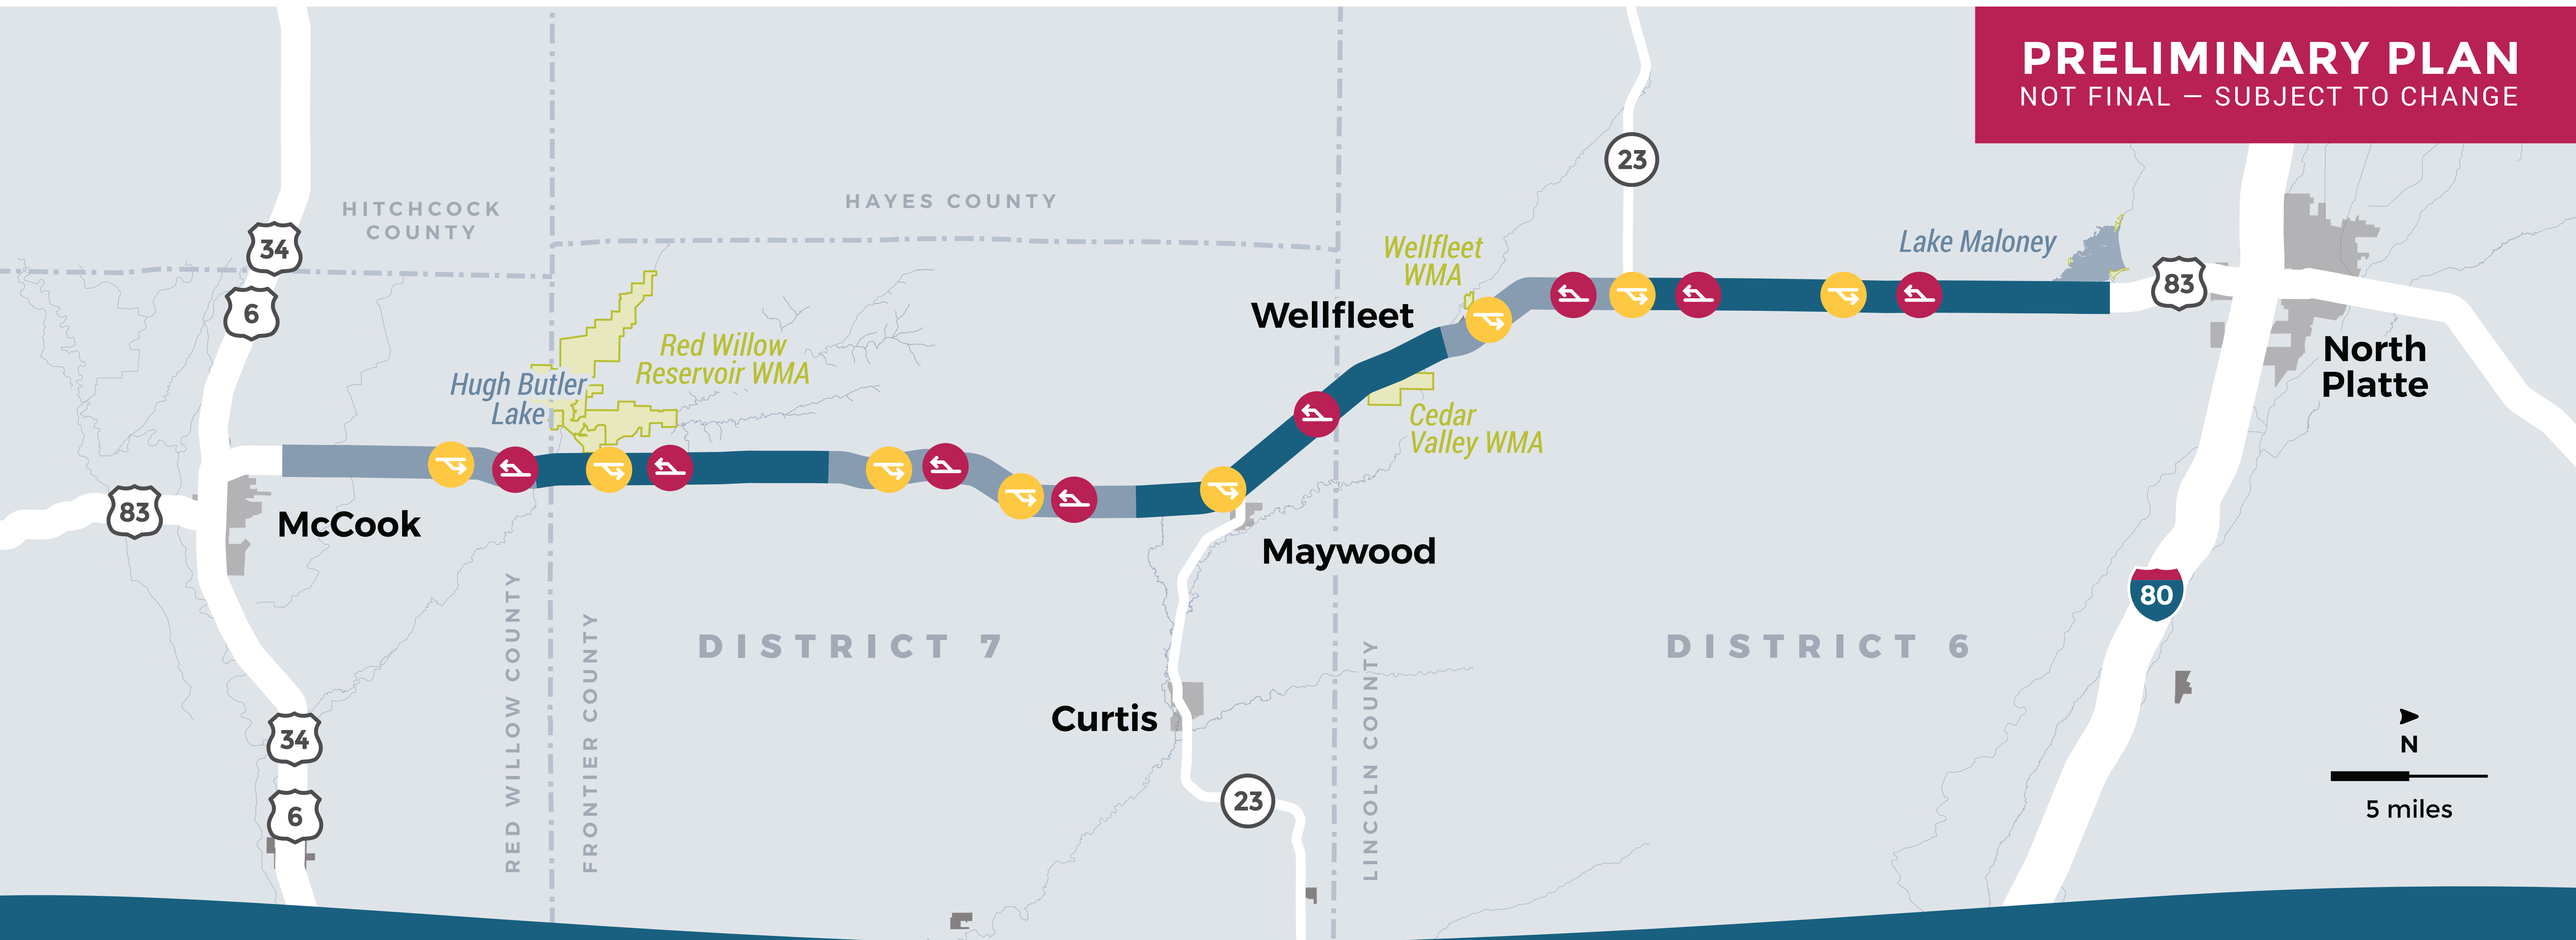 PRELIMINARY PLAN
NOT FINAL — SUBJECT TO CHANGE
23
HITCHCOCK
COUNTY
HAYES COUNTY
34
6
Wellfleet
WMA
Lake Maloney
83
Wellfleet
Red Willow
Reservoir WMA
Hugh Butler
Lake
North
Platte
Cedar
Valley WMA
83
McCook
Maywood
80
RED WILLOW COUNTY
FRONTIER COUNTY
DISTRICT 7
LINCOLN COUNTY
DISTRICT 6
Curtis
34
6
23
N
5 miles